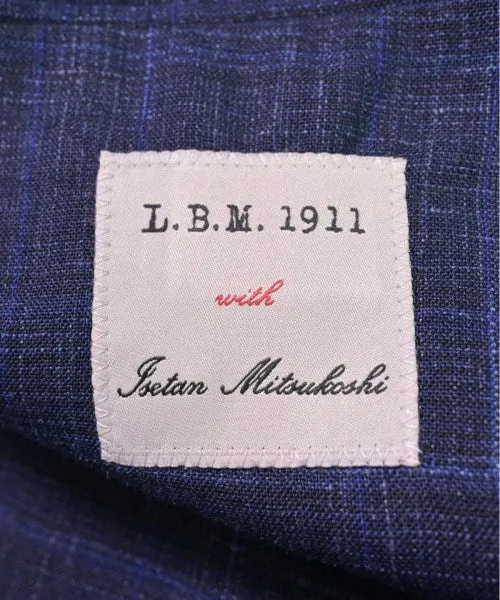 L.B.M. 1911
with
Isetan Mitsukoshi